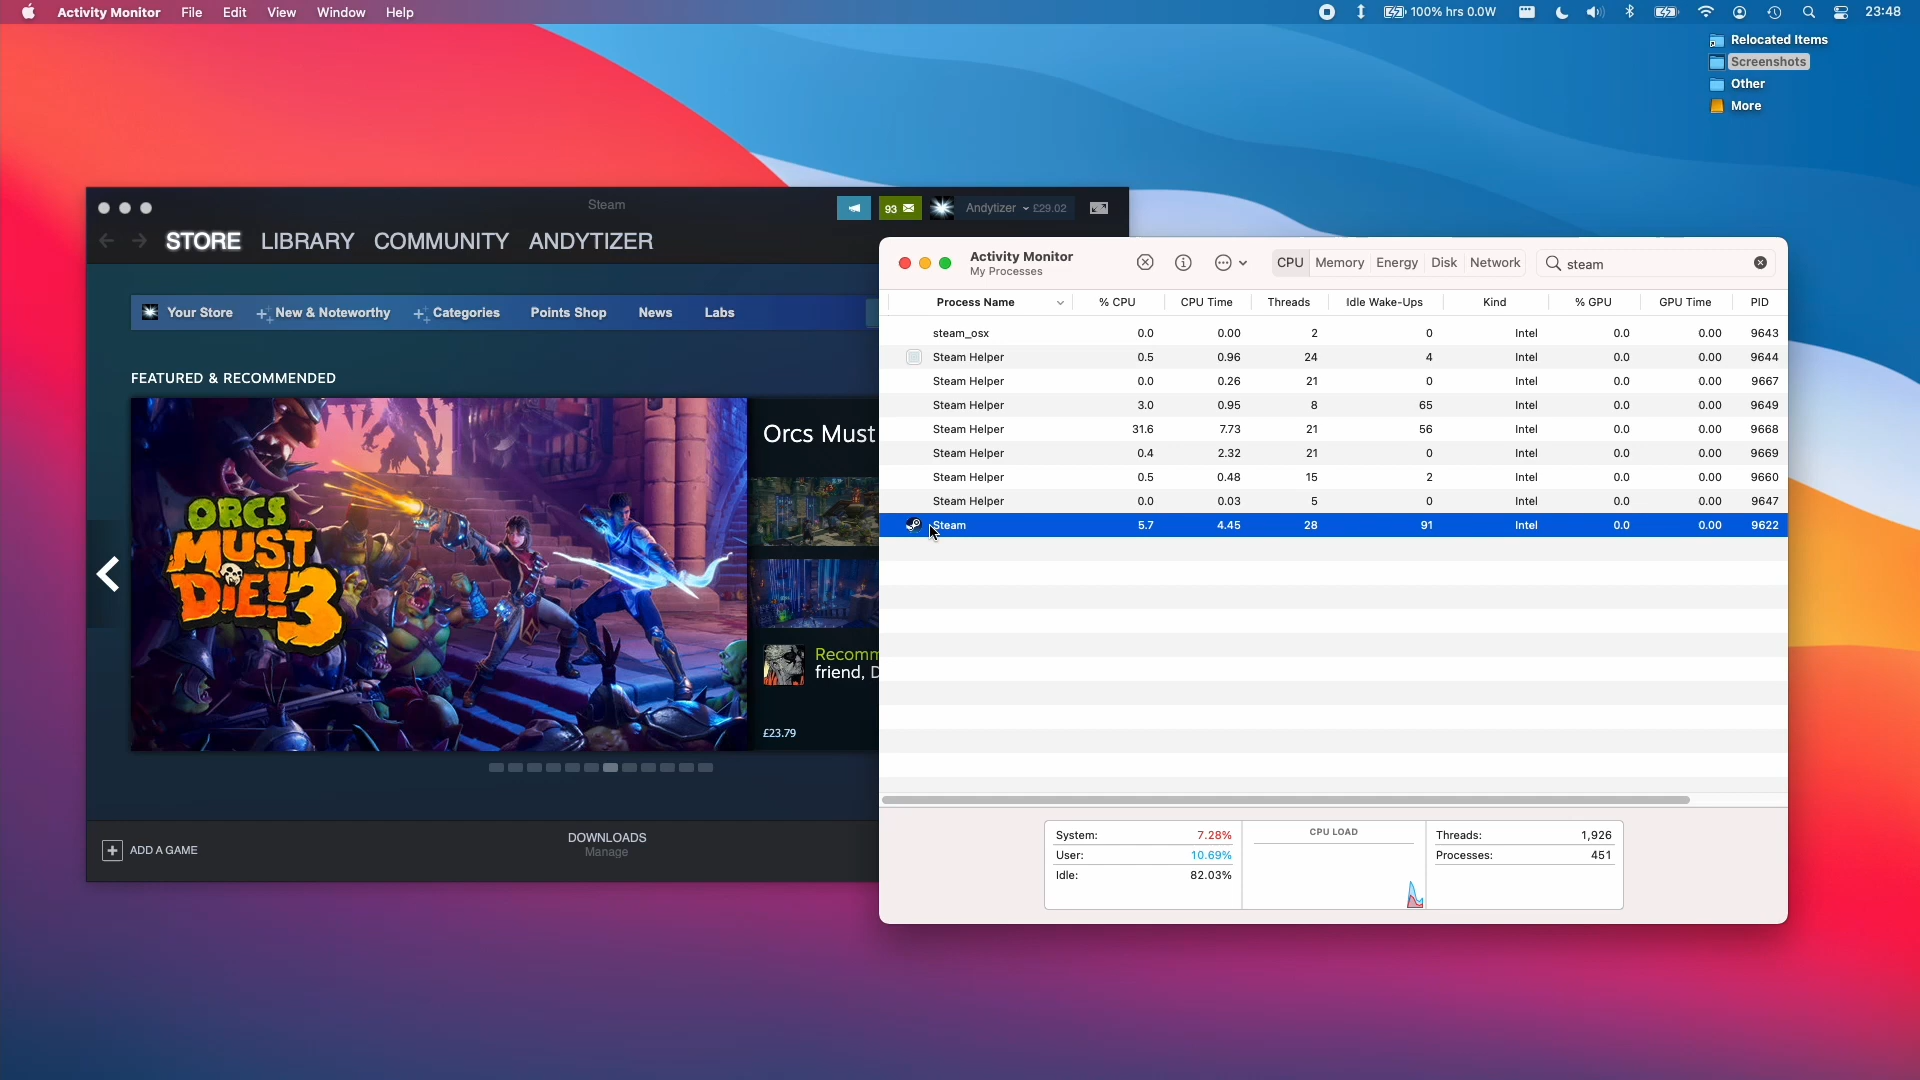 Activity Monitor File Edit View Window Help
100% hrs 0.0W 23:48
Relocated Items
Screenshots
Other
More
Steam
93 Andytizer £29.02
STORE LIBRARY COMMUNITY ANDYTIZER
Your Store New & Noteworthy Categories Points Shop News Labs
FEATURED & RECOMMENDED
ORCS
MUST
DIE! 3
Orcs Must
Recomm
friend, D
£23.79
ADD A GAME
DOWNLOADS
Manage
Activity Monitor
My Processes
CPU Memory Energy Disk Network
steam
Process Name % CPU CPU Time Threads Idle Wake-Ups Kind % GPU GPU Time PID
steam_osx 0.0 0.00 2 0 Intel 0.0 0.00 9643
Steam Helper 0.5 0.96 24 4 Intel 0.0 0.00 9644
Steam Helper 0.0 0.26 21 0 Intel 0.0 0.00 9667
Steam Helper 3.0 0.95 8 65 Intel 0.0 0.00 9649
Steam Helper 31.6 7.73 21 56 Intel 0.0 0.00 9668
Steam Helper 0.4 2.32 21 0 Intel 0.0 0.00 9669
Steam Helper 0.5 0.48 15 2 Intel 0.0 0.00 9660
Steam Helper 0.0 0.03 5 0 Intel 0.0 0.00 9647
Steam 5.7 4.45 28 91 Intel 0.0 0.00 9622
System: 7.28%
User: 10.69%
Idle: 82.03%
CPU LOAD
Threads: 1,926
Processes: 451